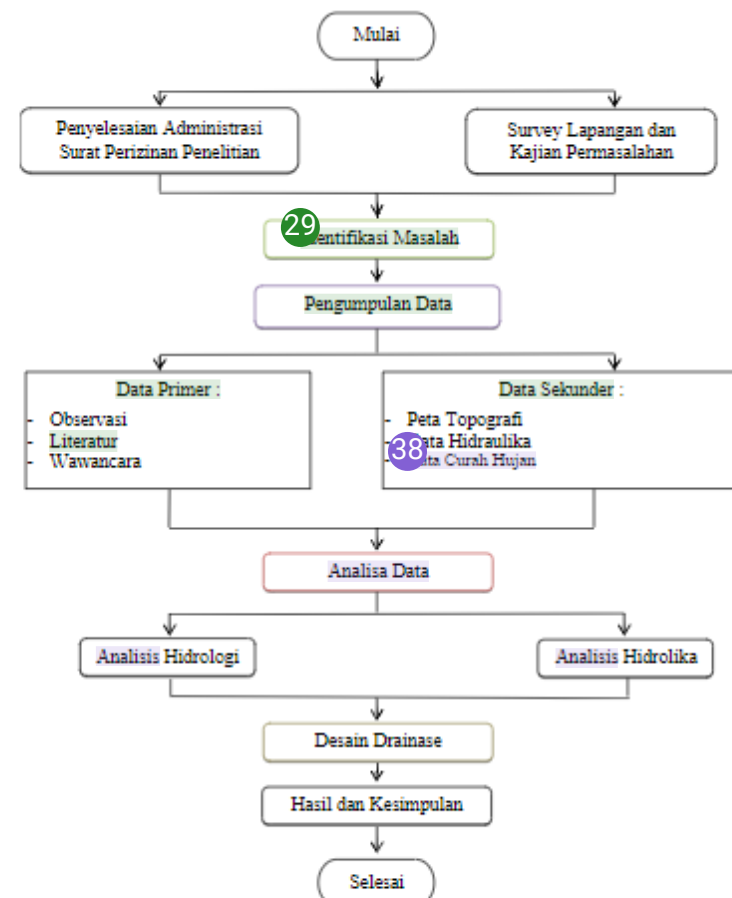 Mulai
Penyelesaian Administrasi
Surat Perizinan Penelitian
Survey Lapangan dan
Kajian Permasalahan
29
entifikasi Masalah
Pengumpulan Data
Data Primer :
- Observasi
- Literatur
- Wawancara
Data Sekunder :
- Peta Topografi
- ata Hidraulika
38
- ata Curah Hujan
Analisa Data
Analisis Hidrologi
Analisis Hidrolika
Desain Drainase
Hasil dan Kesimpulan
Selesai